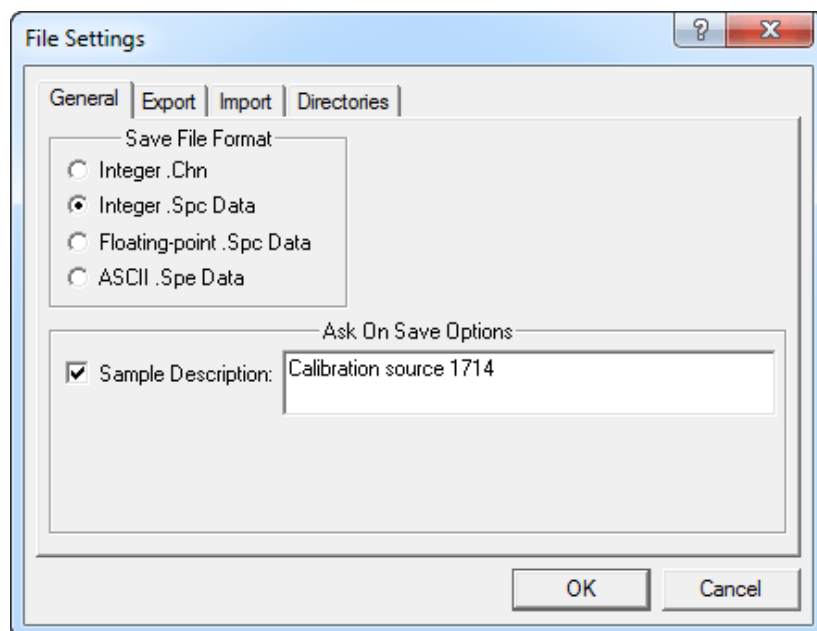 File Settings
General Export Import Directories
Save File Format
Integer .Chn
Integer .Spc Data
Floating-point .Spc Data
ASCII .Spe Data
Ask On Save Options
Sample Description: Calibration source 1714
OK Cancel